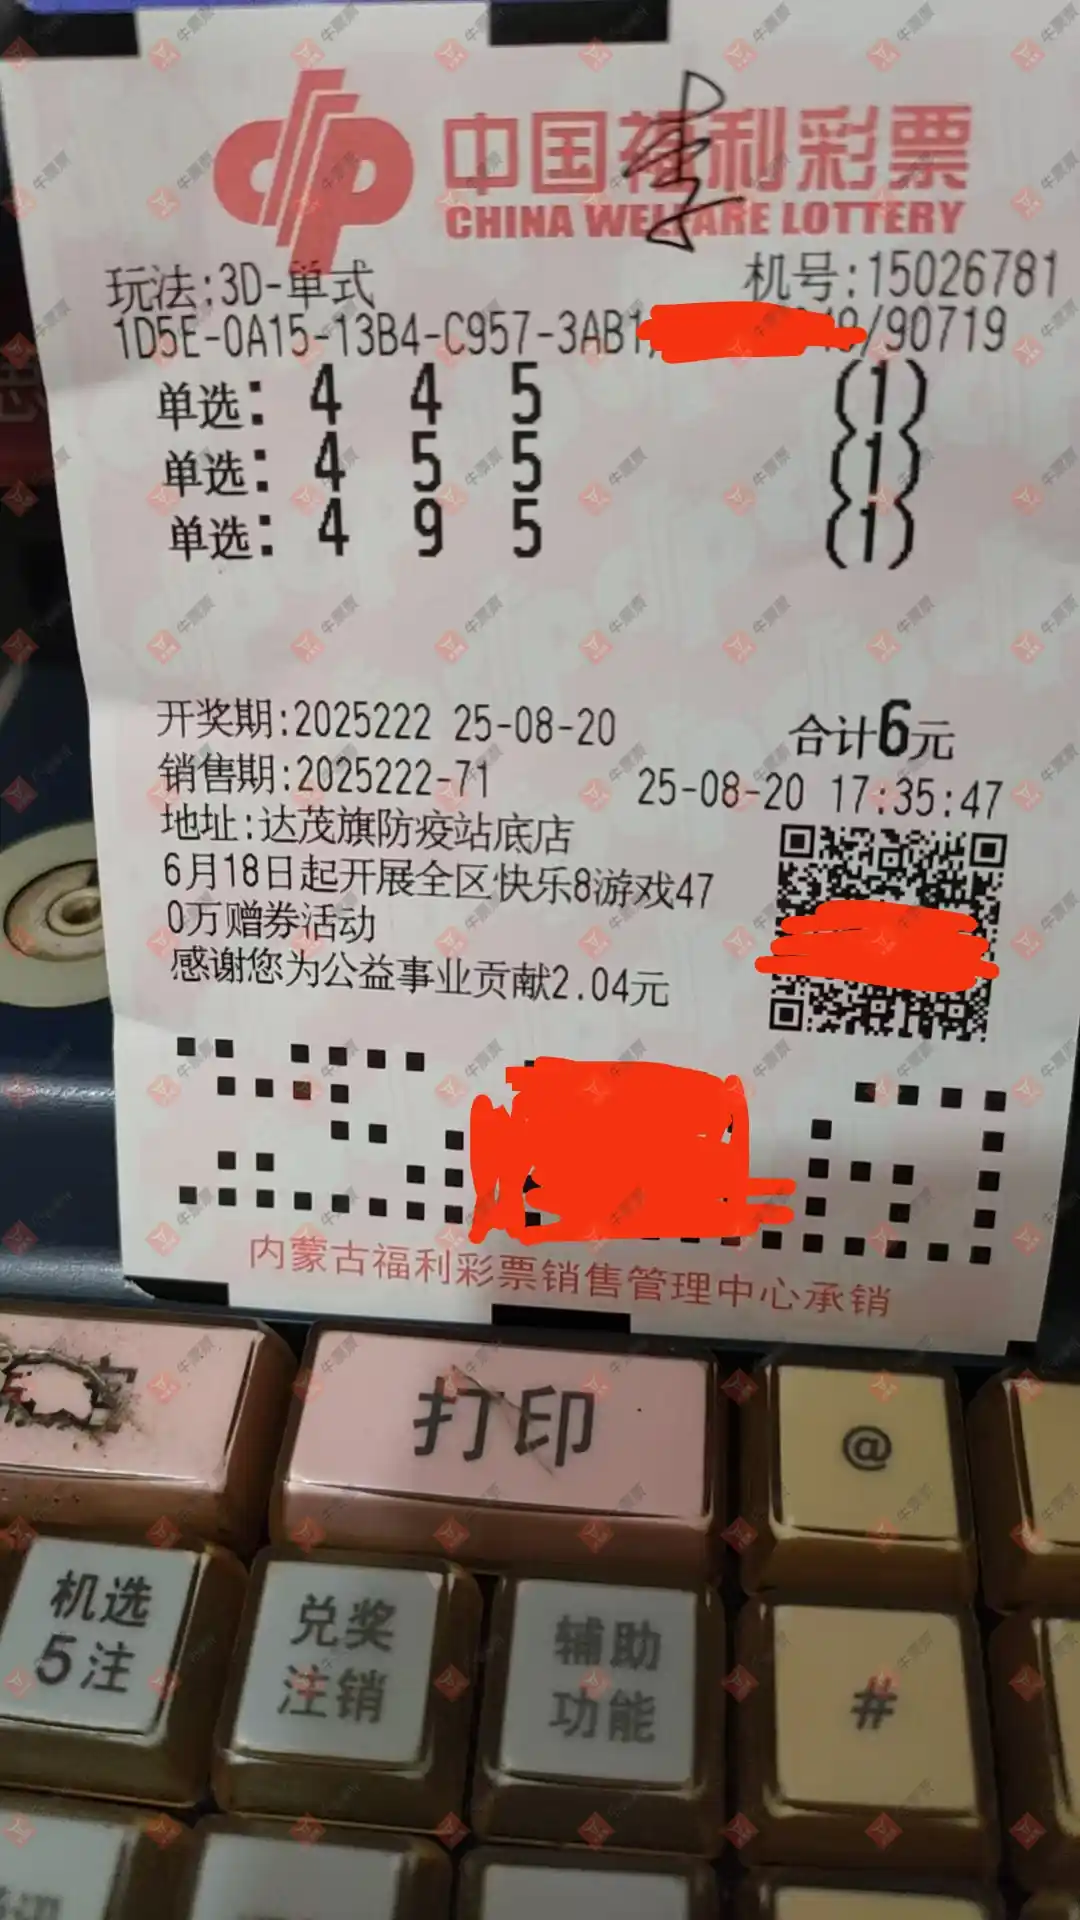 中国福利彩票
CHINA WELFARE LOTTERY
李
玩法:3D-单式 机号:15026781
1D5E-0A15-13B4-C957-3AB1/ /90719
单选: 4 4 5 (1)
单选: 4 5 5 (1)
单选: 4 9 5 (1)
开奖期:2025222 25-08-20 合计6元
销售期:2025222-71 25-08-20 17:35:47
地址:达茂旗防疫站底店
6月18日起开展全区快乐8游戏47
0万赠券活动
感谢您为公益事业贡献2.04元
内蒙古福利彩票销售管理中心承销
打印
@
机选
5注
兑奖
注销
辅助
功能
#
牛票票